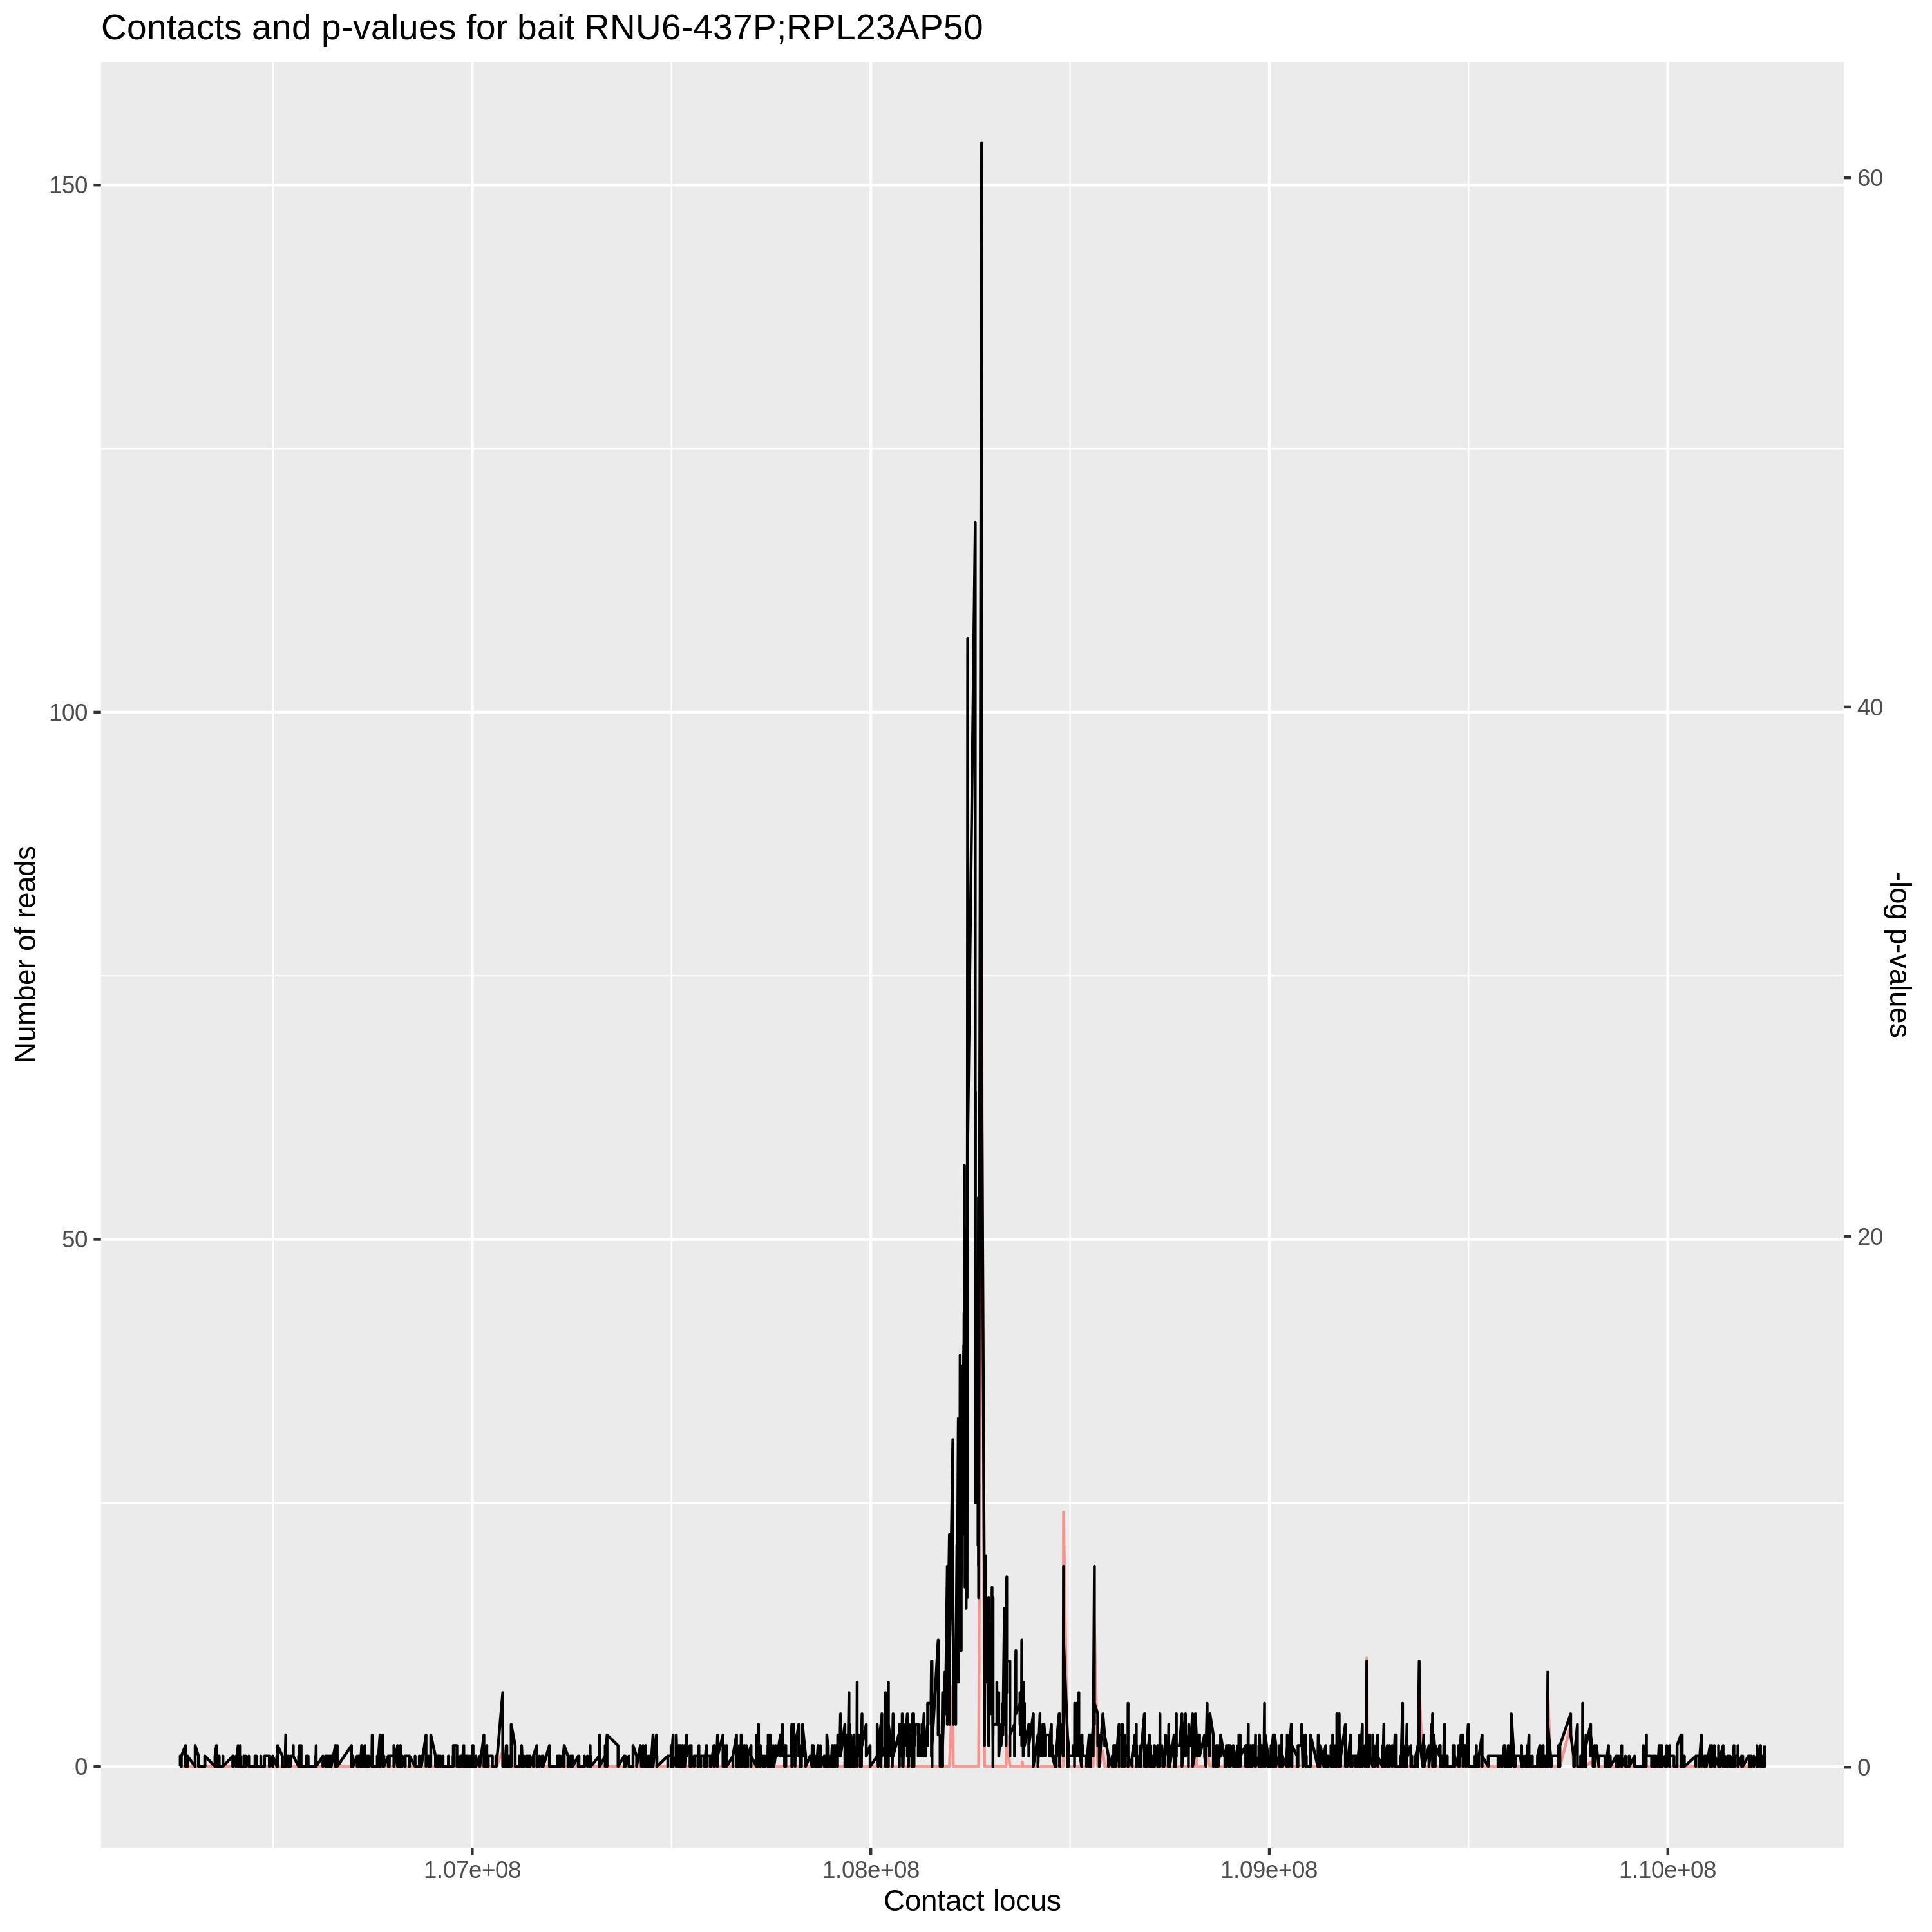 Contacts and p-values for bait RNU6-437P;RPL23AP50
150
100
50
0
60
40
20
0
Number of reads
-log p-values
1.07e+08 1.08e+08 1.09e+08 1.10e+08
Contact locus